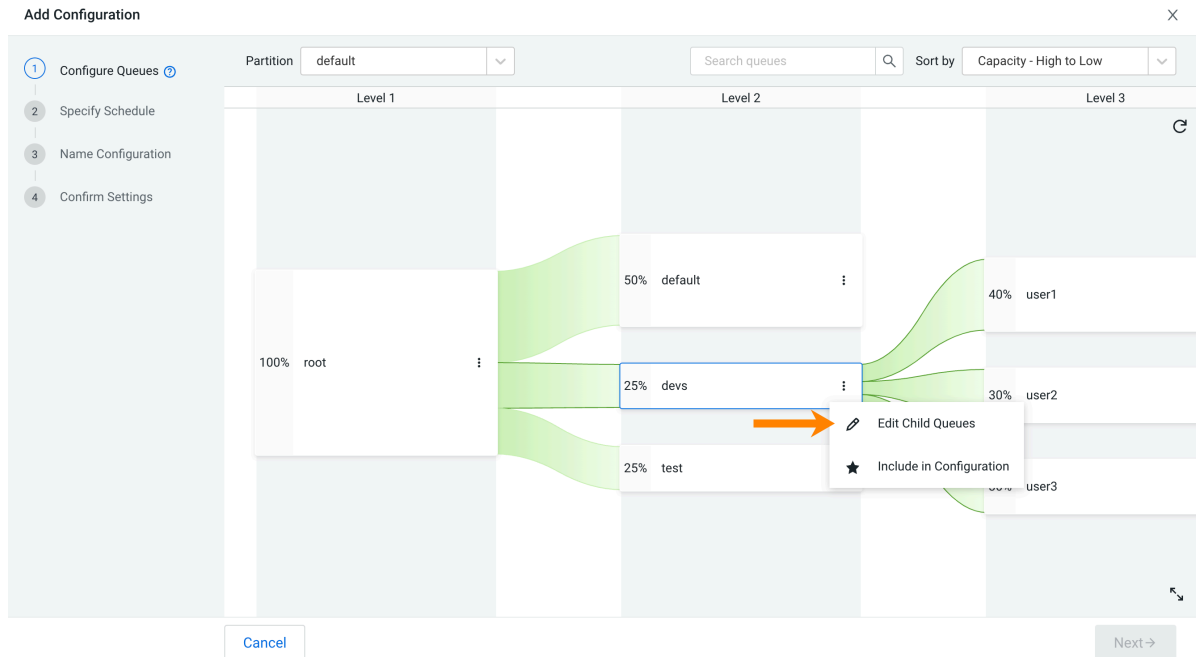 Add Configuration
1 Configure Queues
2 Specify Schedule
3 Name Configuration
4 Confirm Settings
Partition default
Search queues
Sort by Capacity - High to Low
Level 1 Level 2 Level 3
100% root
50% default
25% devs
25% test
Edit Child Queues
Include in Configuration
40% user1
30% user2
user3
Cancel
Next